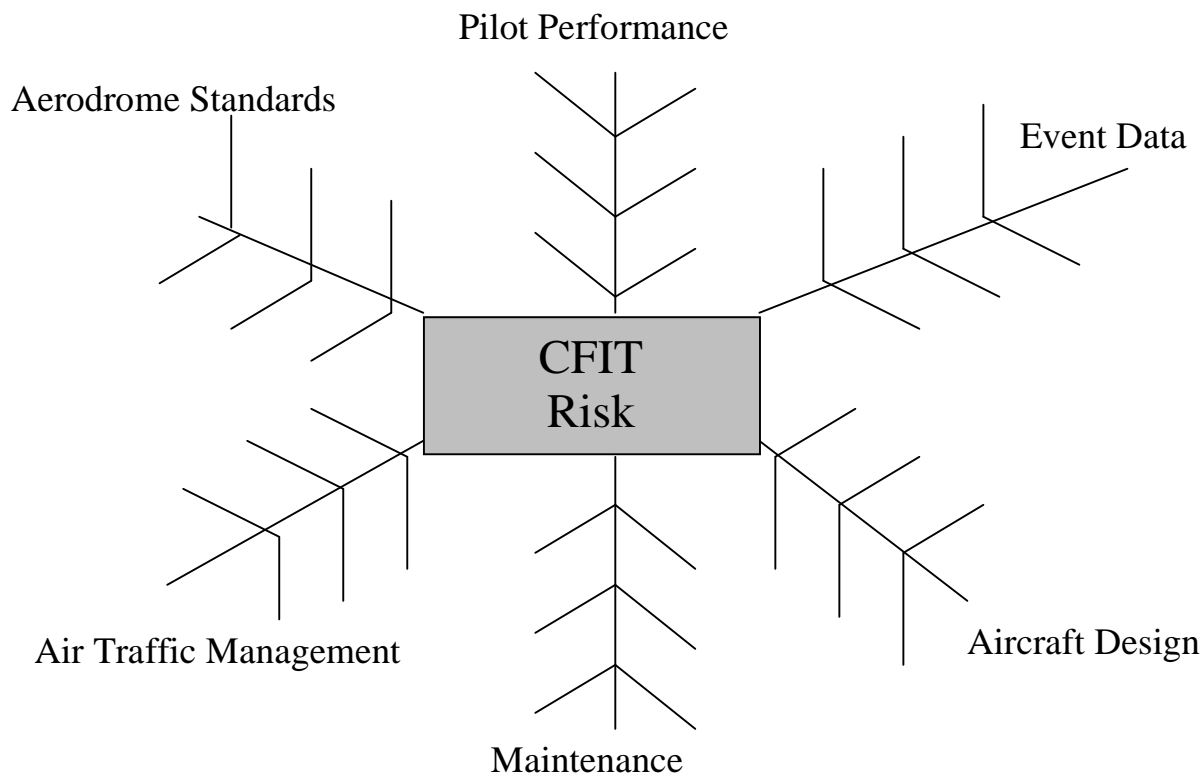 Pilot Performance
Aerodrome Standards
Event Data
CFIT
Risk
Air Traffic Management
Aircraft Design
Maintenance